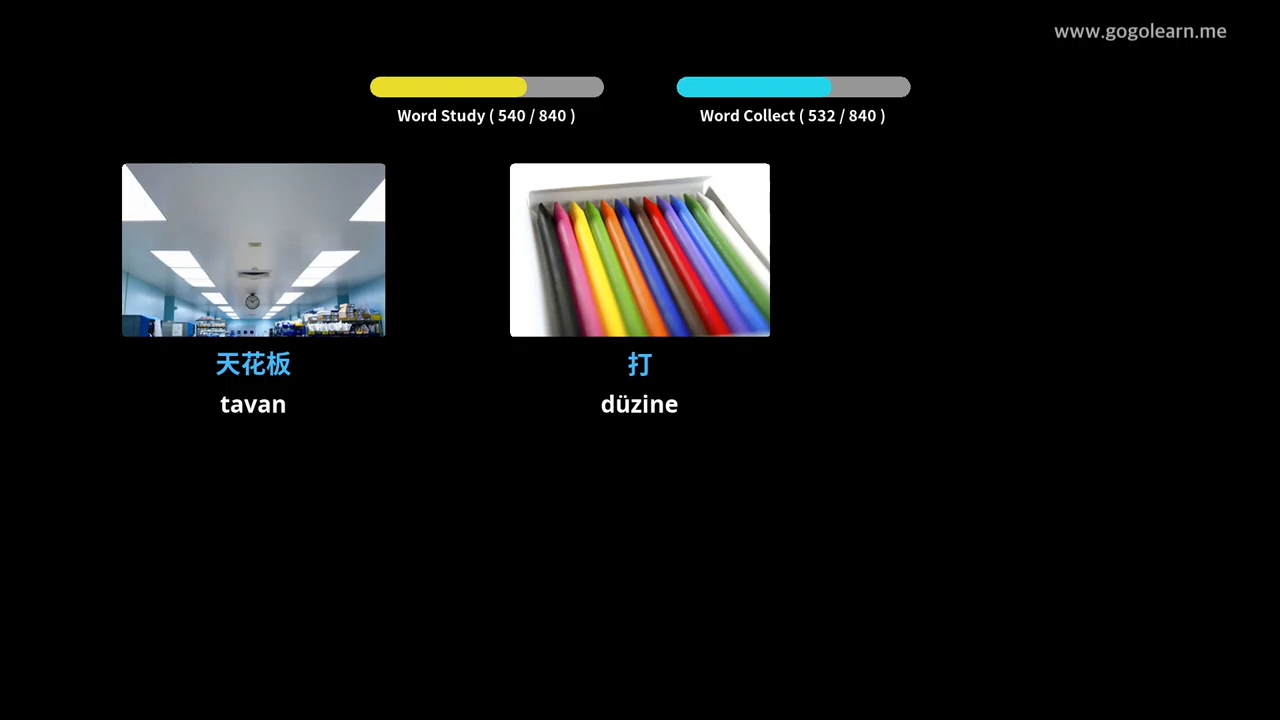 www.gogolearn.me
Word Study ( 540 / 840 )
Word Collect ( 532 / 840 )
天花板
tavan
打
düzine